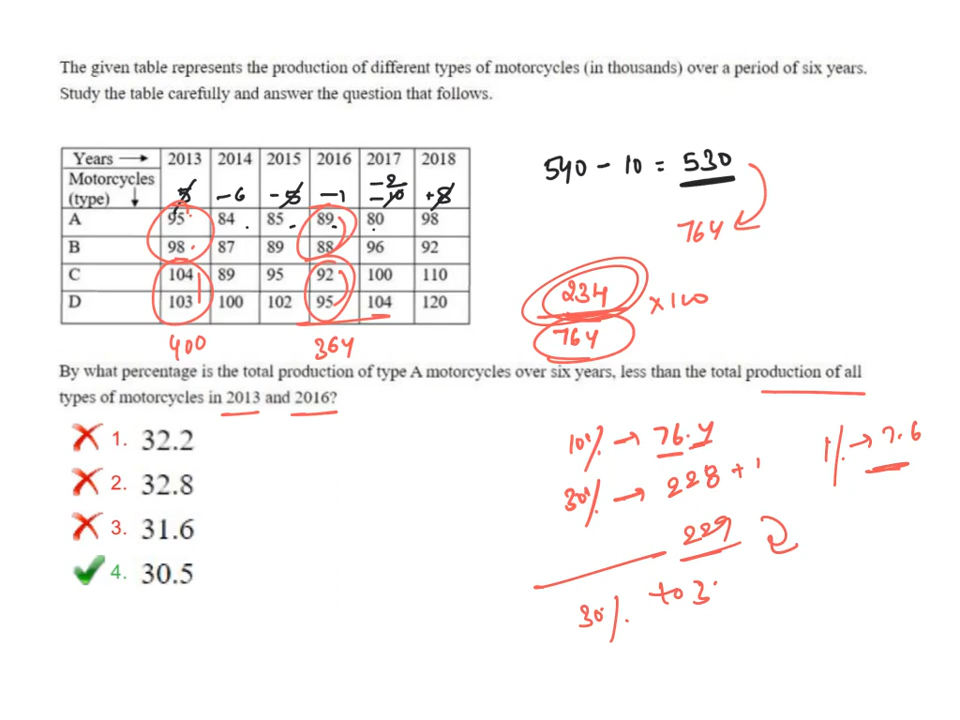 The given table represents the production of different types of motorcycles (in thousands) over a period of six years.
Study the table carefully and answer the question that follows.
Years → 2013 2014 2015 2016 2017 2018
Motorcycles
(type) ↓
-6 -5 -1 -2 -10 +8
A 95 84 85 89 80 98
B 98 87 89 88 96 92
C 104 89 95 92 100 110
D 103 100 102 95 104 120
400 364
540 - 10 = 530
764
234
764
x 100
By what percentage is the total production of type A motorcycles over six years, less than the total production of all
types of motorcycles in 2013 and 2016?
1. 32.2
2. 32.8
3. 31.6
4. 30.5
10% → 76.4
1% → 7.6
30% → 228 + 1
229
30% to 3